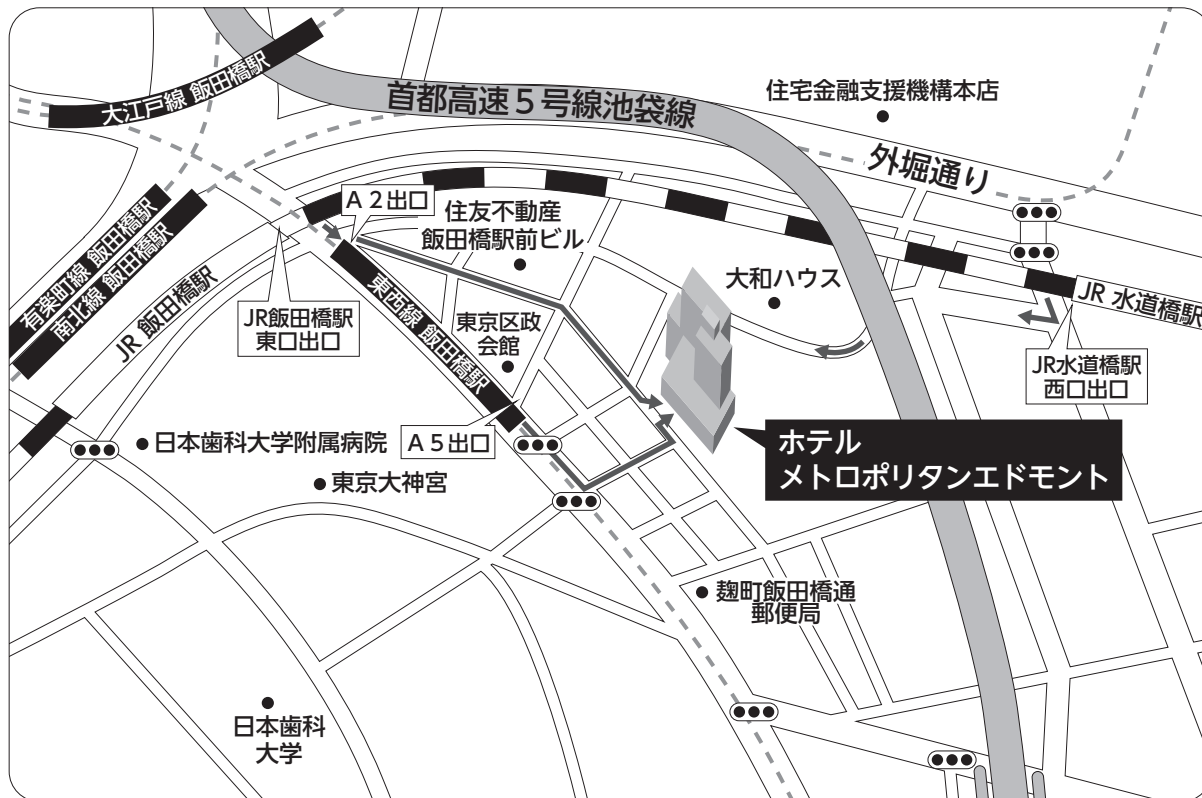 大江戸線 飯田橋駅
首都高速5号線池袋線
住宅金融支援機構本店
外堀通り
有楽町線 飯田橋駅
南北線 飯田橋駅
JR 飯田橋駅
A2出口
住友不動産
飯田橋駅前ビル
大和ハウス
JR 水道橋駅
JR飯田橋駅
東口出口
東西線 飯田橋駅
東京区政
会館
JR水道橋駅
西口出口
日本歯科大学附属病院
A5出口
ホテル
メトロポリタンエドモント
東京大神宮
麹町飯田橋通
郵便局
日本歯科
大学